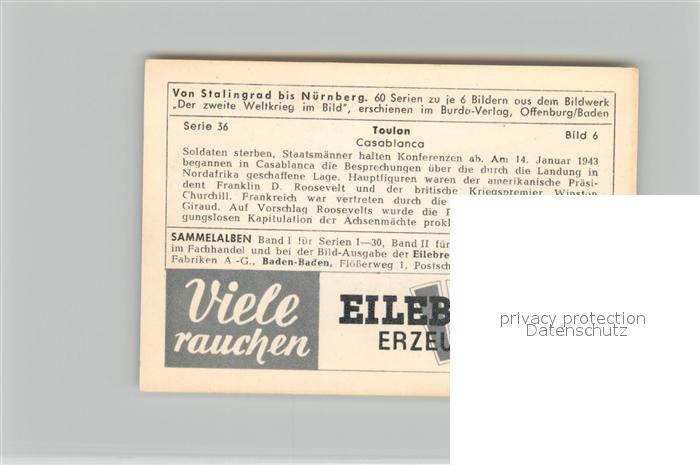 Von Stalingrad bis Nürnberg. 60 Serien zu je 6 Bildern aus dem Bildwerk
„Der zweite Weltkrieg im Bild", erschienen im Burda-Verlag, Offenburg/Baden
Serie 36 Toulon Bild 6
Casablanca
Soldaten sterben, Staatsmänner halten Konferenzen ab. Am 14. Januar 1943
begannen in Casablanca die Besprechungen über die durch die Landung in
Nordafrika geschaffene Lage. Hauptfiguren waren der amerikanische Präsi-
dent Franklin D. Roosevelt und der britische Kriegspremier Winston
Churchill. Frankreich war vertreten durch die
Giraud. Auf Vorschlag Roosevelts wurde die
gungslosen Kapitulation der Achsenmächte
SAMMELALBEN Band I für Serien 1—30, Band II für
im Fachhandel und bei der Bild-Ausgabe der
Fabriken A.-G., Baden-Baden, Flößerweg 1,
Viele
rauchen
privacy protection
Datenschutz